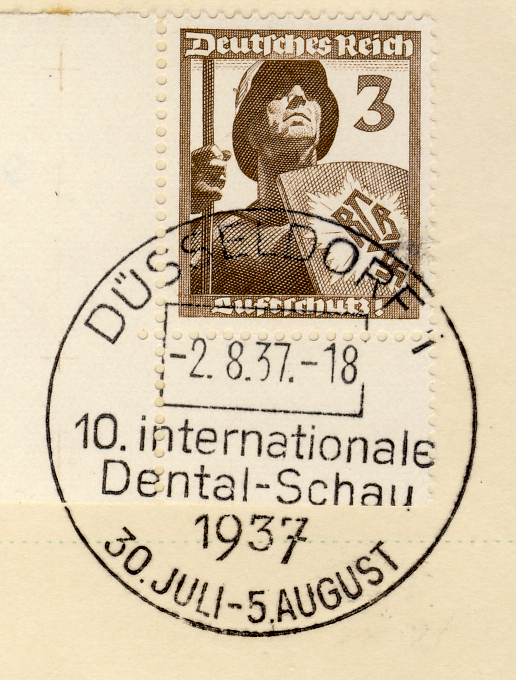 Deutsches Reich
3
RLB
Luftschutz!
DÜSSELDORF
-2.8.37.-18
10. internationale
Dental-Schau
1937
30.JULI-5.AUGUST